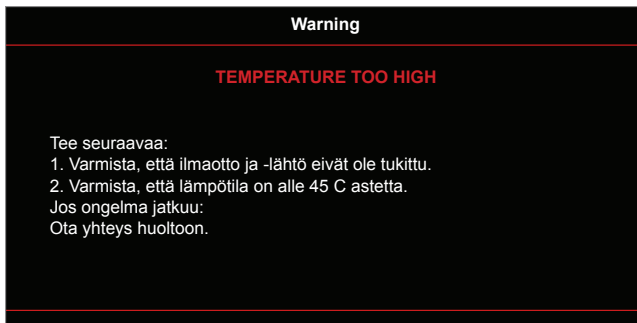 Warning
TEMPERATURE TOO HIGH
Tee seuraavaa:
1. Varmista, että ilmaotto ja -lähtö eivät ole tukittu.
2. Varmista, että lämpötila on alle 45 C astetta.
Jos ongelma jatkuu:
Ota yhteys huoltoon.